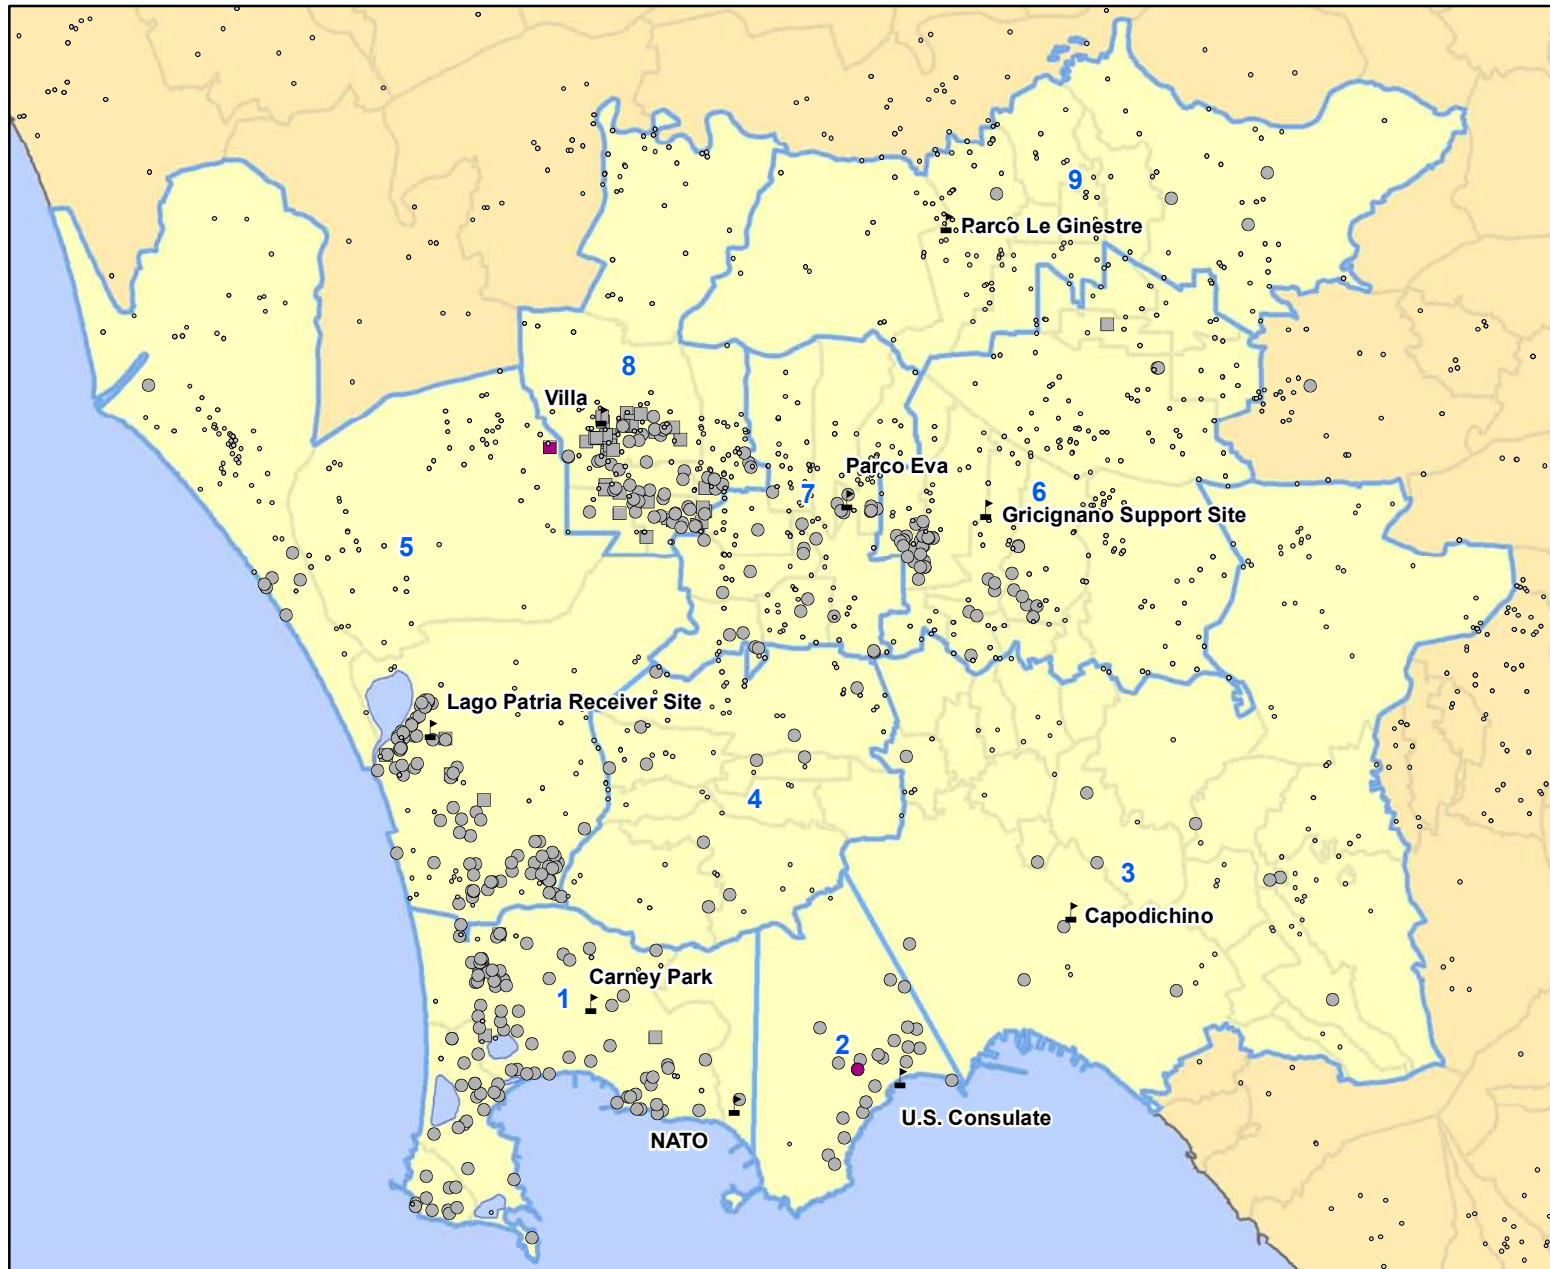 9
Parco Le Ginestre
8
Villa
Parco Eva
7
6
Gricignano Support Site
5
Lago Patria Receiver Site
4
3
Capodichino
Carney Park
1
2
U.S. Consulate
NATO